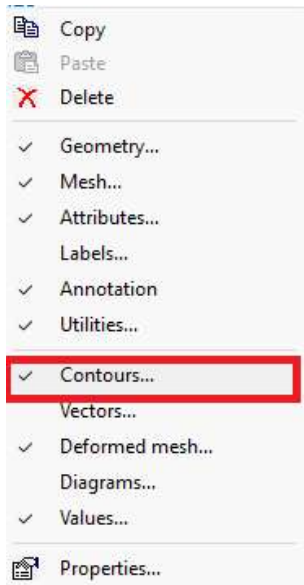 Copy
Paste
Delete
Geometry...
Mesh...
Attributes...
Labels...
Annotation
Utilities...
Contours...
Vectors...
Deformed mesh...
Diagrams...
Values...
Properties...